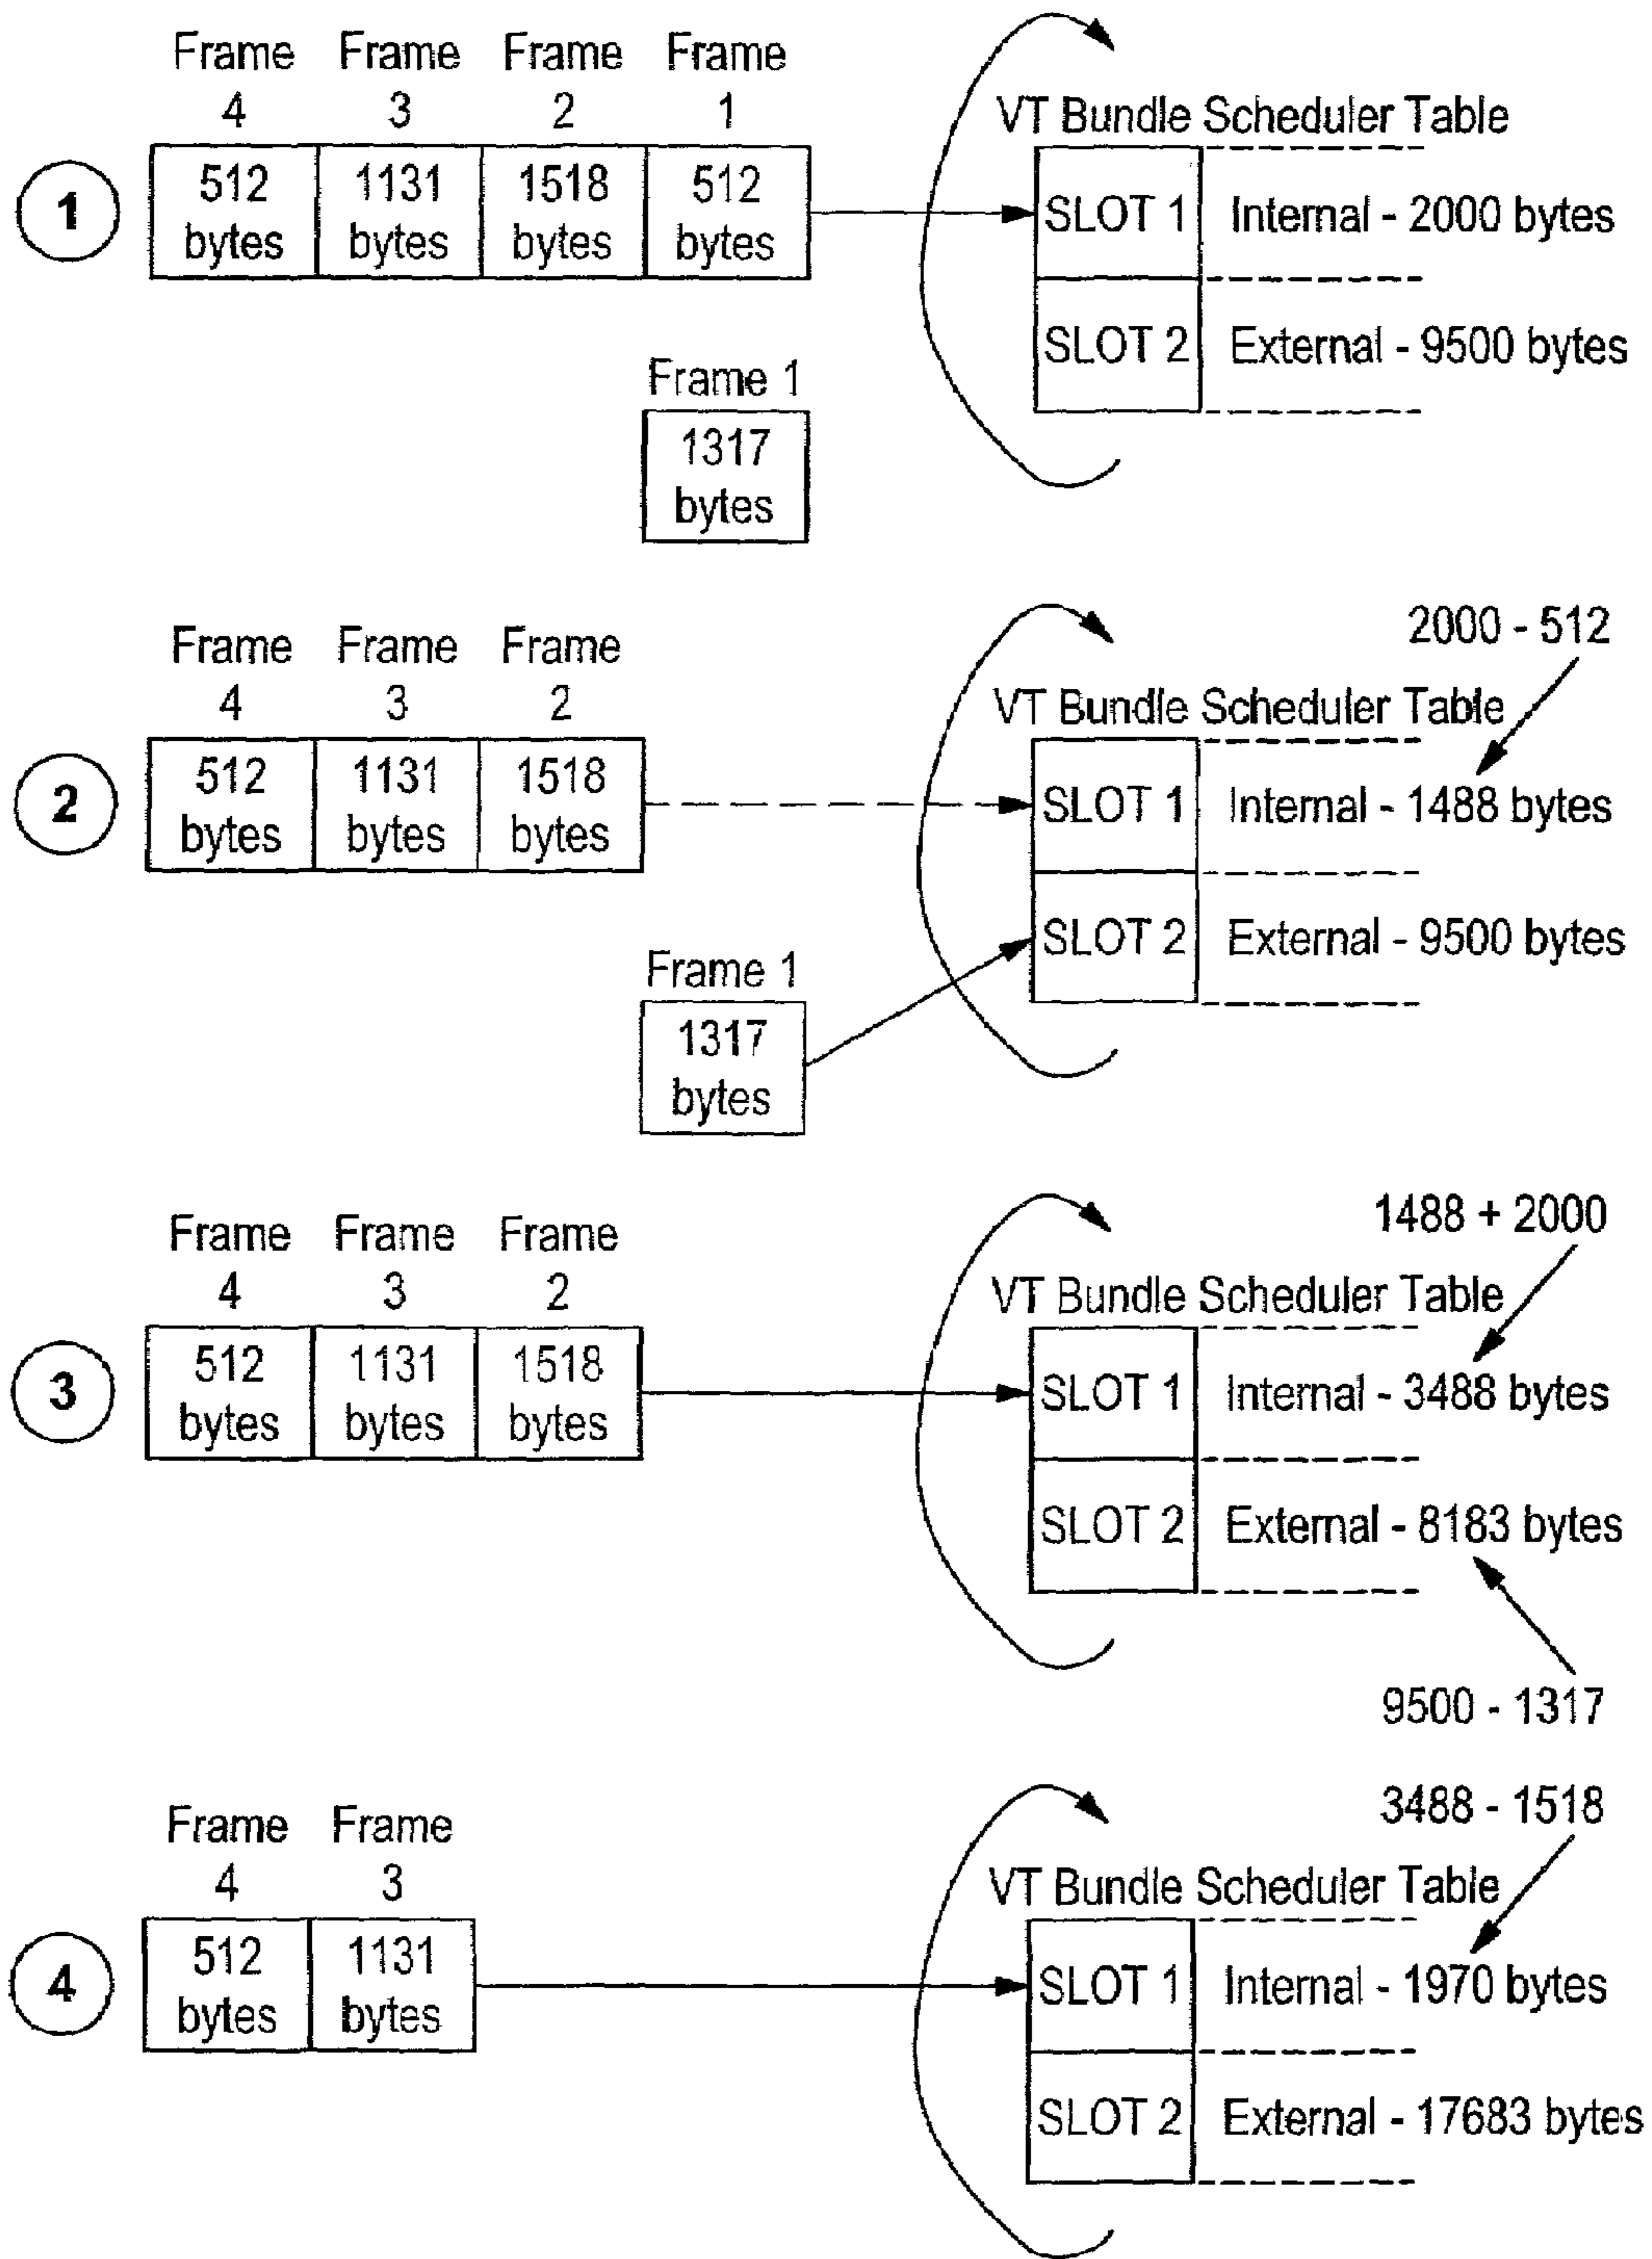 Frame Frame Frame Frame
4 3 2 1
VT Bundle Scheduler Table
1
512 bytes
1131 bytes
1518 bytes
512 bytes
SLOT 1 Internal - 2000 bytes
SLOT 2 External - 9500 bytes
Frame 1
1317
bytes
2000 - 512
Frame Frame Frame
4 3 2
VT Bundle Scheduler Table
2
512 bytes
1131 bytes
1518 bytes
SLOT 1 Internal - 1488 bytes
SLOT 2 External - 9500 bytes
Frame 1
1317
bytes
1488 + 2000
Frame Frame Frame
4 3 2
VT Bundle Scheduler Table
3
512 bytes
1131 bytes
1518 bytes
SLOT 1 Internal - 3488 bytes
SLOT 2 External - 8183 bytes
9500 - 1317
3488 - 1518
Frame Frame
4 3
VT Bundle Scheduler Table
4
512 bytes
1131 bytes
SLOT 1 Internal - 1970 bytes
SLOT 2 External - 17683 bytes